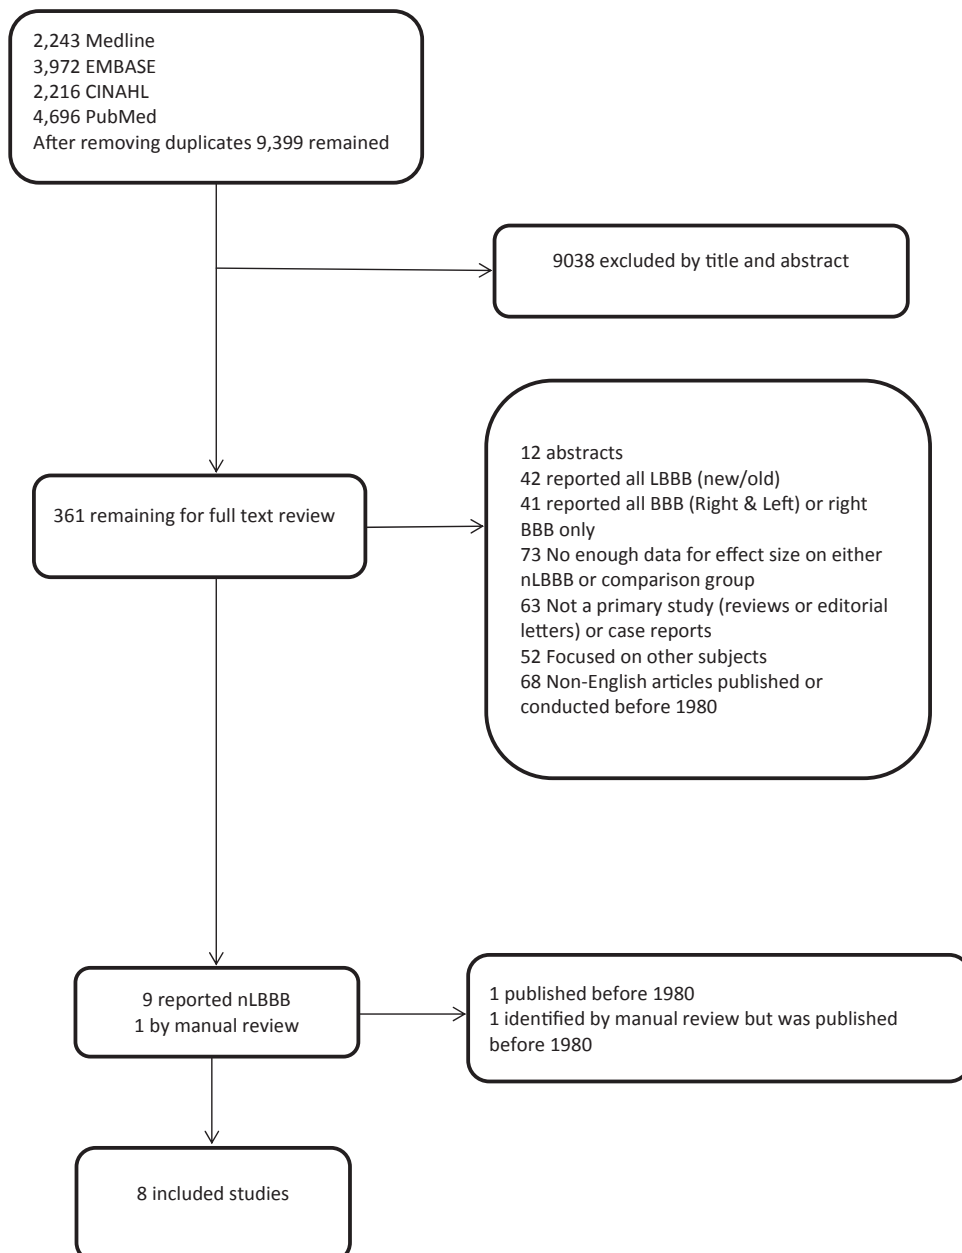 2,243 Medline
3,972 EMBASE
2,216 CINAHL
4,696 PubMed
After removing duplicates 9,399 remained
9038 excluded by title and abstract
12 abstracts
42 reported all LBBB (new/old)
41 reported all BBB (Right & Left) or right
BBB only
73 No enough data for effect size on either
nLBBB or comparison group
63 Not a primary study (reviews or editorial
letters) or case reports
52 Focused on other subjects
68 Non-English articles published or
conducted before 1980
361 remaining for full text review
9 reported nLBBB
1 by manual review
1 published before 1980
1 identified by manual review but was published
before 1980
8 included studies